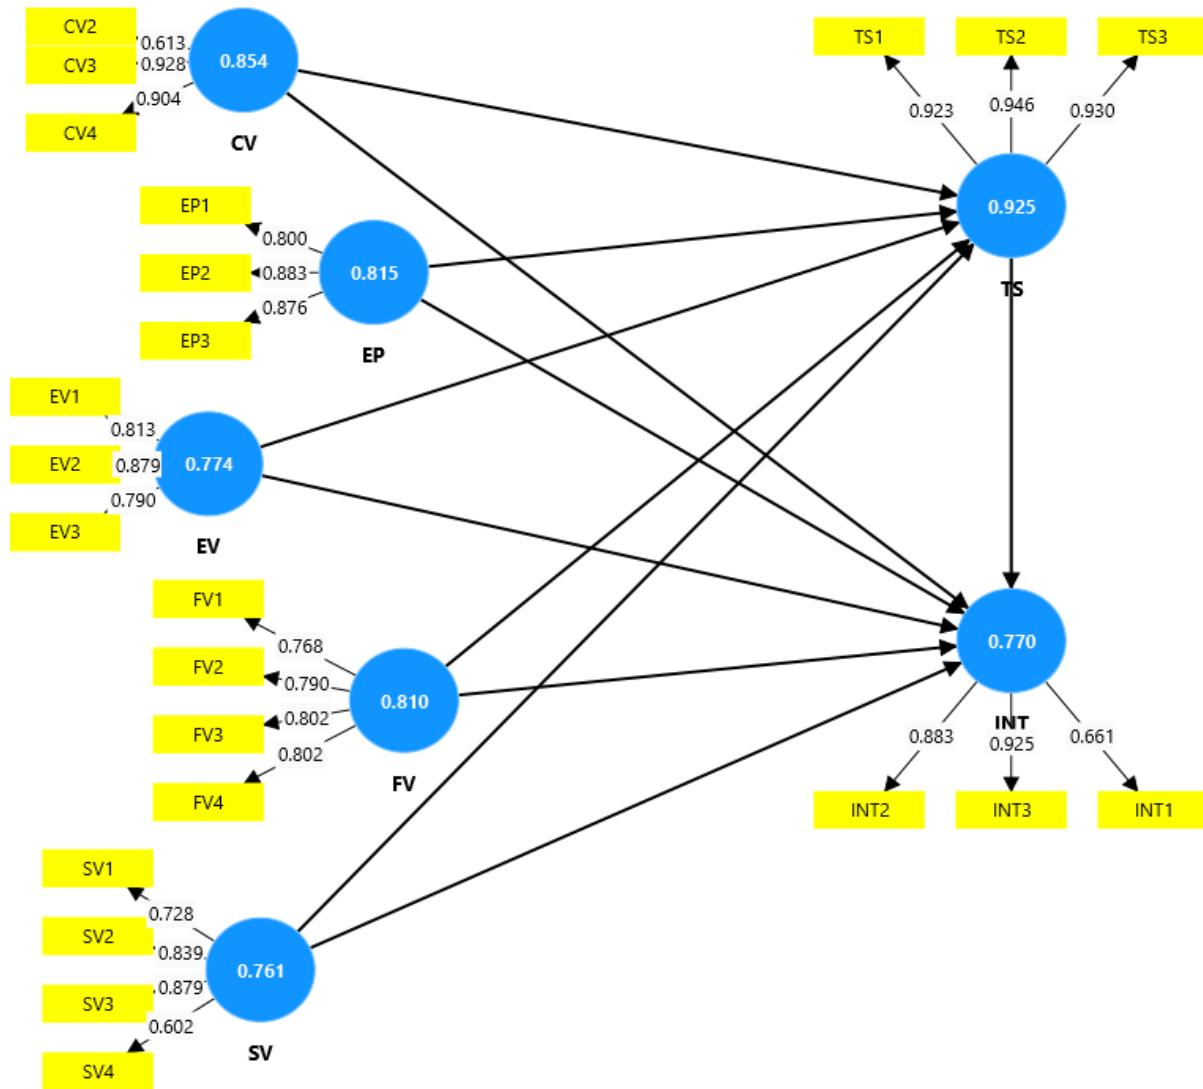 CV2
CV3
CV4
0.613
0.928
0.904
0.854
CV
TS1
TS2
TS3
0.923
0.946
0.930
0.925
TS
EP1
EP2
EP3
0.800
0.883
0.876
0.815
EP
EV1
EV2
EV3
0.813
0.879
0.790
0.774
EV
FV1
FV2
FV3
FV4
0.768
0.790
0.802
0.802
0.810
FV
0.770
INT
0.883
0.925
0.661
INT2
INT3
INT1
SV1
SV2
SV3
SV4
0.728
0.839
0.879
0.602
0.761
SV